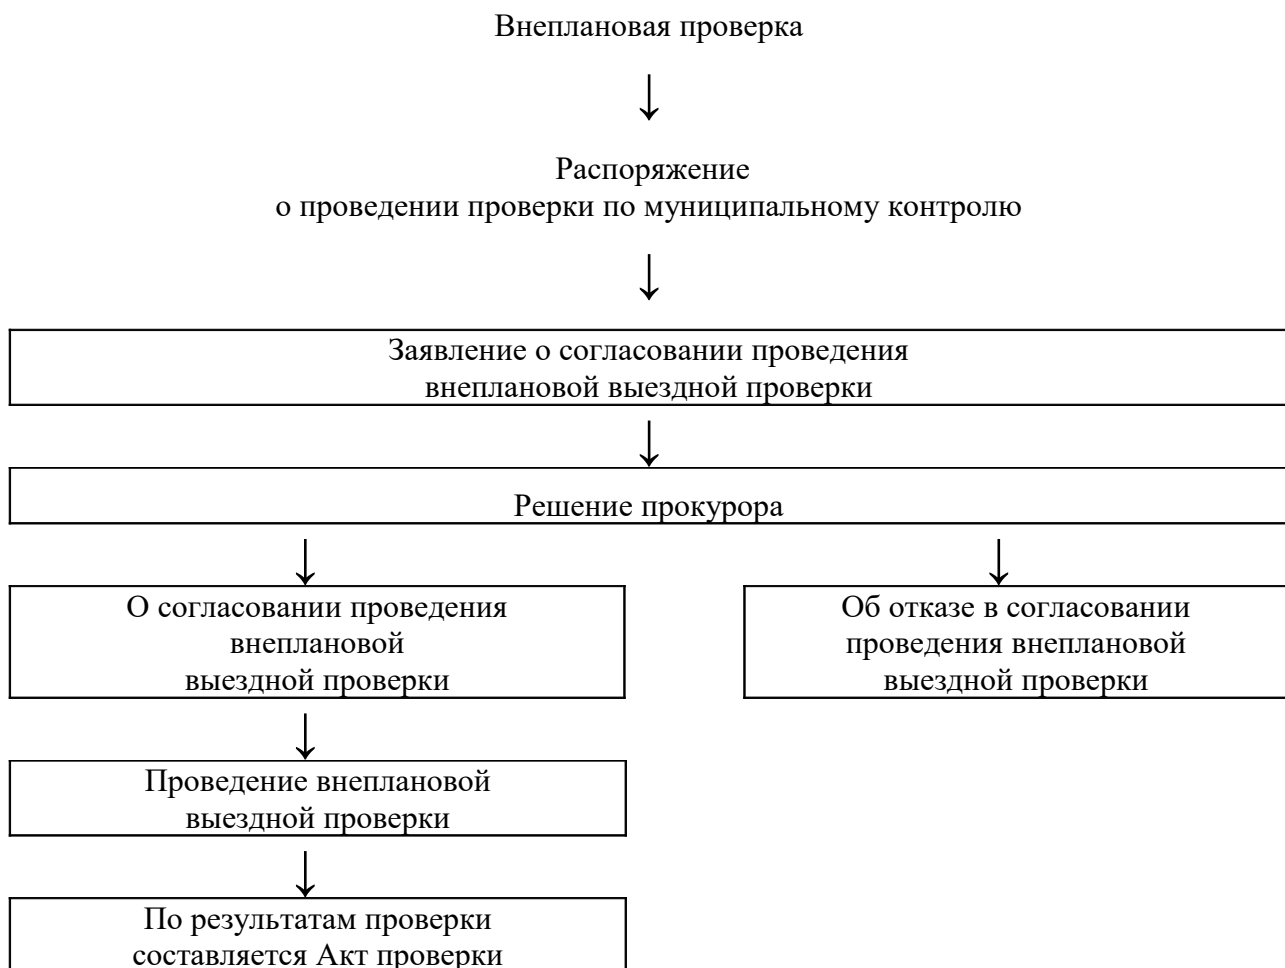 Внеплановая проверка
Распоряжение
о проведении проверки по муниципальному контролю
Заявление о согласовании проведения
внеплановой выездной проверки
Решение прокурора
О согласовании проведения
внеплановой
выездной проверки
Об отказе в согласовании
проведения внеплановой
выездной проверки
Проведение внеплановой
выездной проверки
По результатам проверки
составляется Акт проверки